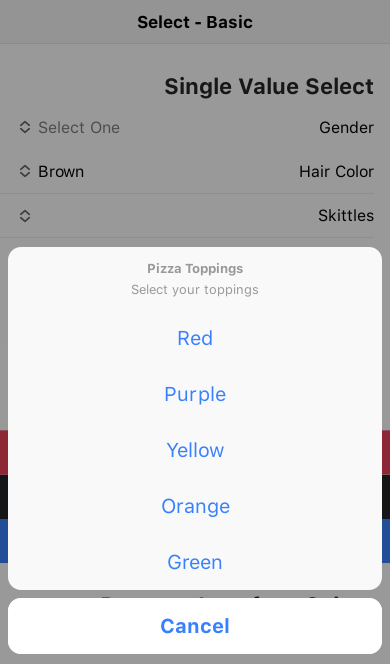 Select - Basic
Single Value Select
Select One Gender
Brown Hair Color
Skittles
Pizza Toppings
Select your toppings
Red
Purple
Yellow
Orange
Green
Cancel